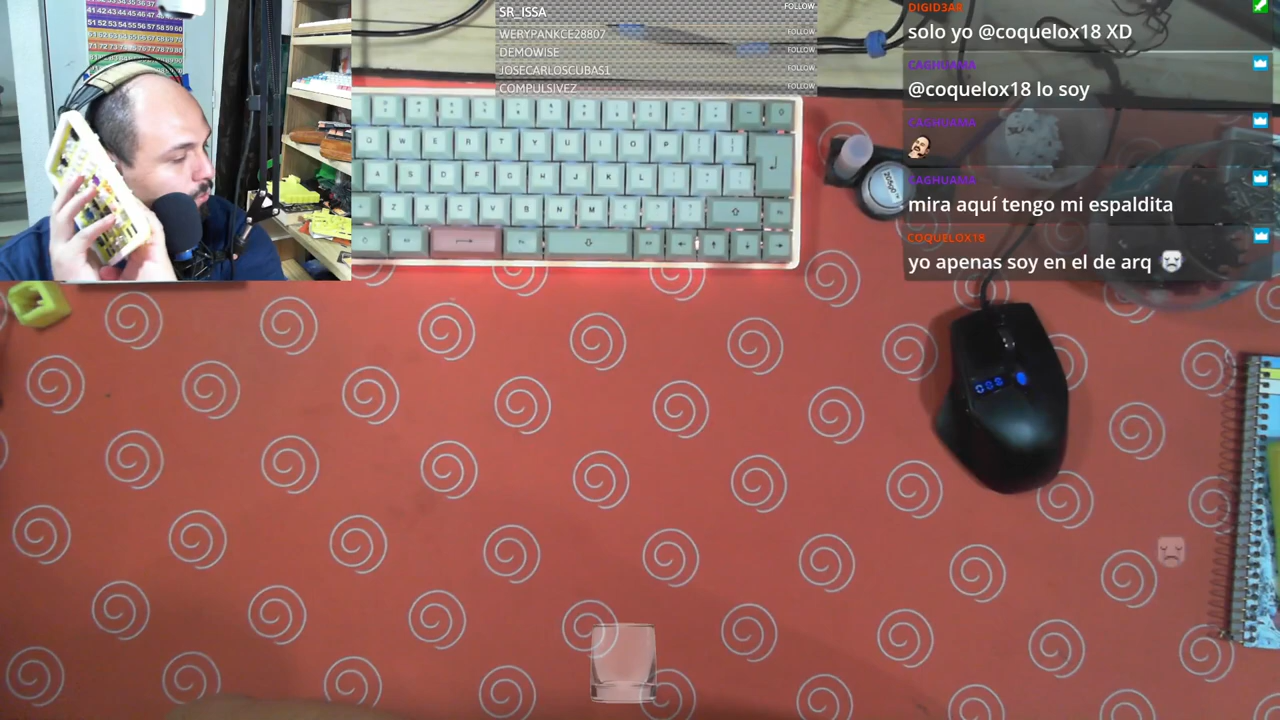 SR_ISSA FOLLOW
WERYPANKCE28807 FOLLOW
DEMOWISE FOLLOW
JOSECARLOSCUBAS1 FOLLOW
COMPULSIVEZ FOLLOW
DIGID3AR
solo yo @coquelox18 XD
CAGHUAMA
@coquelox18 lo soy
CAGHUAMA
CAGHUAMA
mira aquí tengo mi espaldita
COQUELOX18
yo apenas soy en el de arq
Q W E R T Y U I O P
A S D F G H J K L
Z X C V B N M